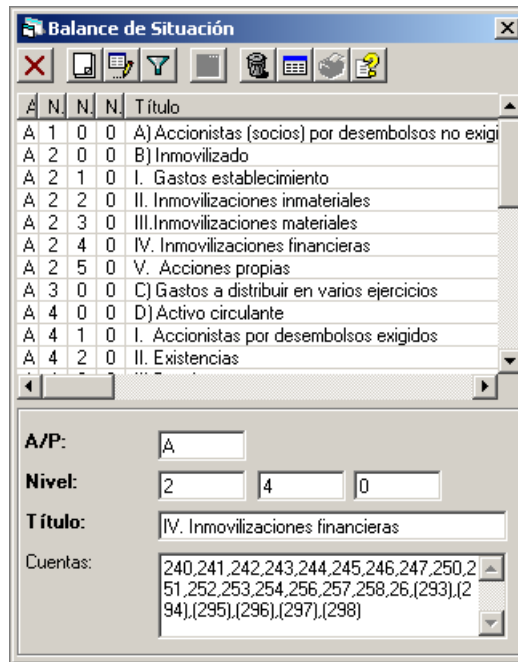 Balance de Situación
A N. N. N. Título
A 1 0 0 A) Accionistas (socios) por desembolsos no exigi
A 2 0 0 B) Inmovilizado
A 2 1 0 I. Gastos establecimiento
A 2 2 0 II. Inmovilizaciones inmateriales
A 2 3 0 III.Inmovilizaciones materiales
A 2 4 0 IV. Inmovilizaciones financieras
A 2 5 0 V. Acciones propias
A 3 0 0 C) Gastos a distribuir en varios ejercicios
A 4 0 0 D) Activo circulante
A 4 1 0 I. Accionistas por desembolsos exigidos
A 4 2 0 II. Existencias
A/P: A
Nivel: 2 4 0
Título: IV. Inmovilizaciones financieras
Cuentas: 240,241,242,243,244,245,246,247,250,2
51,252,253,254,256,257,258,26,(293),(2
94),(295),(296),(297),(298)